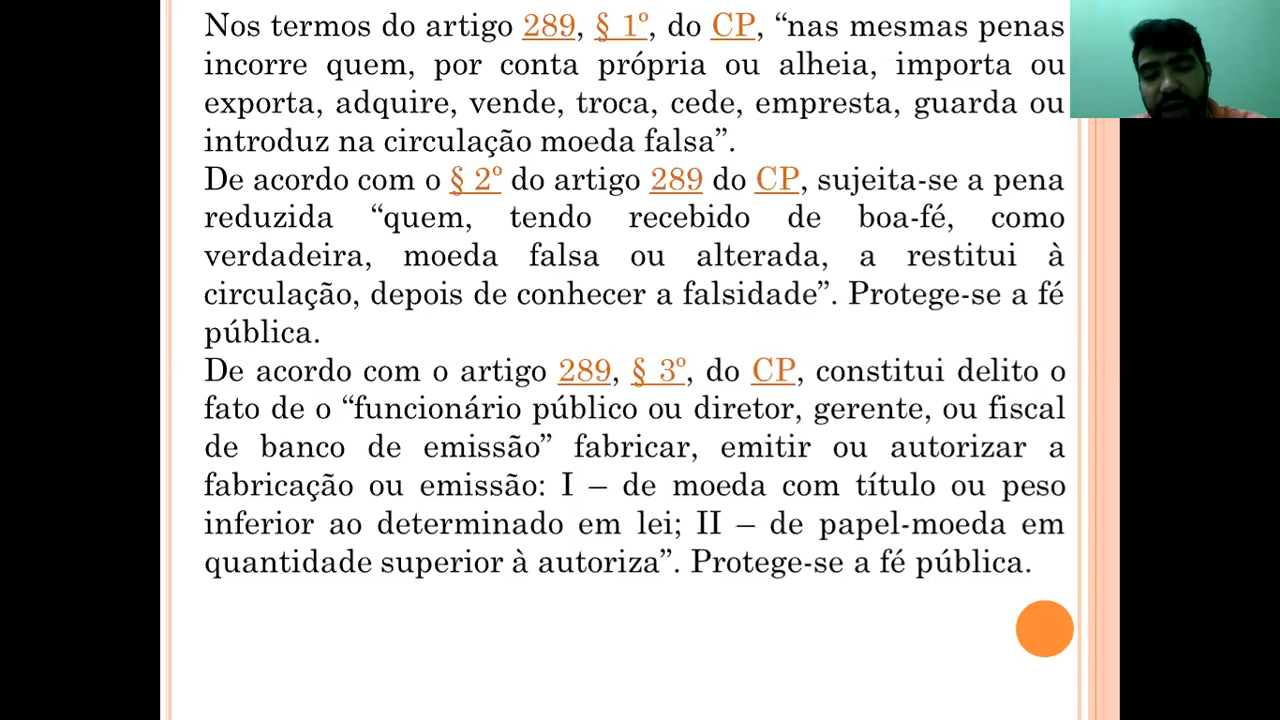 Nos termos do artigo 289, § 1º, do CP, “nas mesmas penas
incorre quem, por conta própria ou alheia, importa ou
exporta, adquire, vende, troca, cede, empresta, guarda ou
introduz na circulação moeda falsa”.
De acordo com o § 2º do artigo 289 do CP, sujeita-se a pena
reduzida “quem, tendo recebido de boa-fé, como
verdadeira, moeda falsa ou alterada, a restitui à
circulação, depois de conhecer a falsidade”. Protege-se a fé
pública.
De acordo com o artigo 289, § 3º, do CP, constitui delito o
fato de o “funcionário público ou diretor, gerente, ou fiscal
de banco de emissão” fabricar, emitir ou autorizar a
fabricação ou emissão: I – de moeda com título ou peso
inferior ao determinado em lei; II – de papel-moeda em
quantidade superior à autoriza”. Protege-se a fé pública.